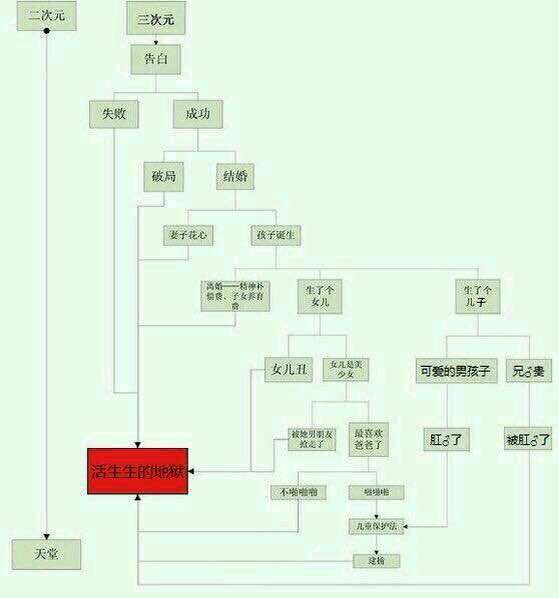 二次元
三次元
告白
失败
成功
破局
结婚
妻子花心
孩子诞生
离婚——精神补
偿费、子女养育
费
生了个
女儿
生了个
儿子
女儿丑
女儿是美
少女
可爱的男孩子
兄♂贵
被她男朋友
抢走了
最喜欢
爸爸了
肛♂了
被肛♂了
活生生的地狱
不啪啪啪
啪啪啪
儿童保护法
逮捕
天堂